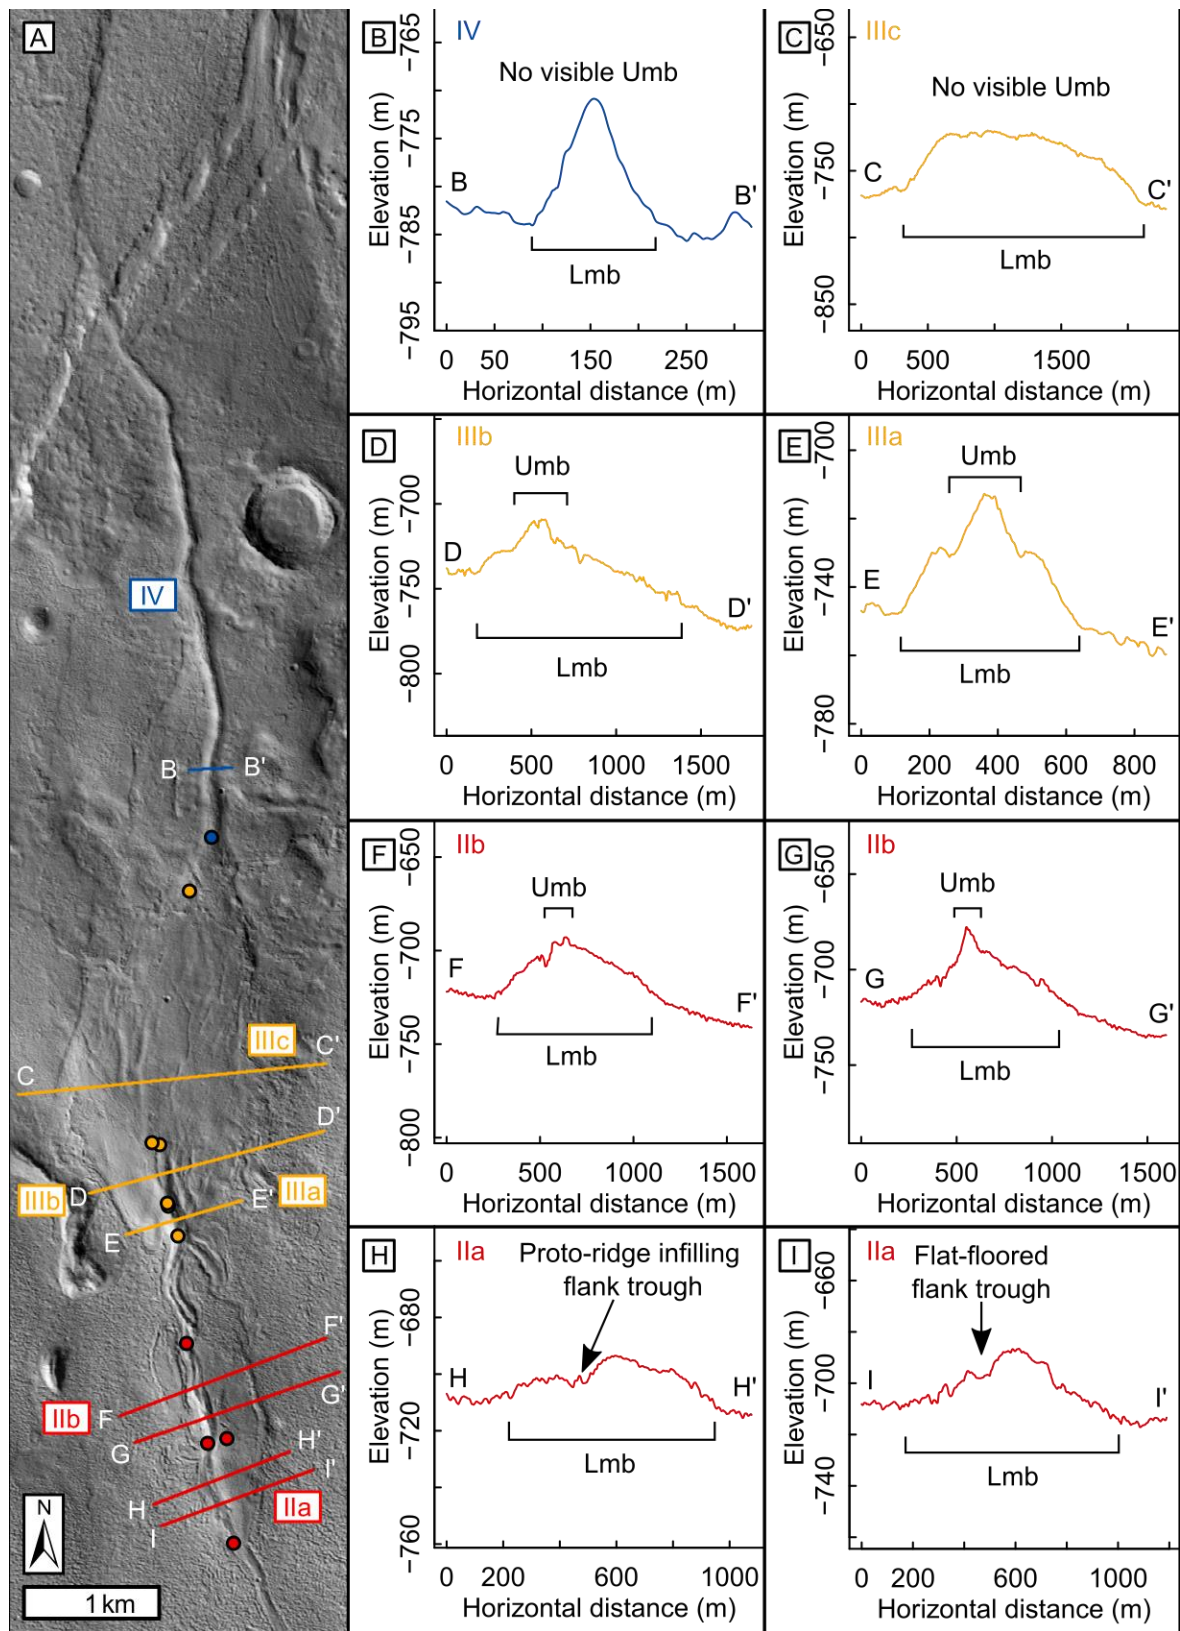 A
IV
B
B'
IIIc
C
C'
D'
IIIb
D
E'
IIIa
E
F'
G'
IIb
F
G
H'
I'
H
I
IIa
N
1 km
B
IV
No visible Umb
B
B'
Lmb
−765
−775
−785
−795
Elevation (m)
0 50 150 250
Horizontal distance (m)
C
IIIc
No visible Umb
C
C'
Lmb
−650
−750
−850
Elevation (m)
0 500 1500
Horizontal distance (m)
D
IIIb
Umb
D
D'
Lmb
−700
−750
−800
Elevation (m)
0 500 1000 1500
Horizontal distance (m)
E
IIIa
Umb
E
E'
Lmb
−700
−740
−780
Elevation (m)
0 200 400 600 800
Horizontal distance (m)
F
IIb
Umb
F
F'
Lmb
−650
−700
−750
−800
Elevation (m)
0 500 1000 1500
Horizontal distance (m)
G
IIb
Umb
G
G'
Lmb
−650
−700
−750
Elevation (m)
0 500 1000 1500
Horizontal distance (m)
H
IIa
Proto-ridge infilling
flank trough
H
H'
Lmb
−680
−720
−760
Elevation (m)
0 200 600 1000
Horizontal distance (m)
I
IIa
Flat-floored
flank trough
I
I'
Lmb
−660
−700
−740
Elevation (m)
0 200 600 1000
Horizontal distance (m)